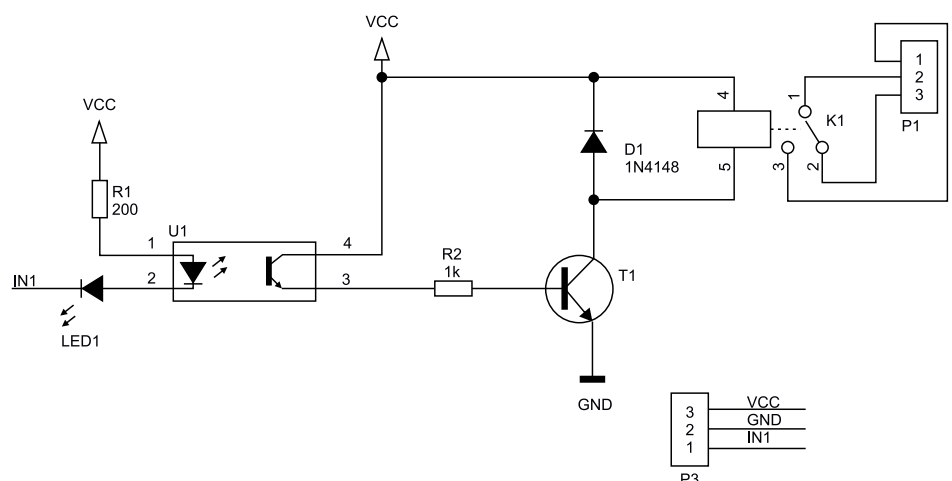 VCC
VCC
R1
200
U1
1
4
2
3
IN1
LED1
R2
1k
D1
1N4148
T1
GND
4
5
1
K1
3
2
1
2
3
P1
3
VCC
2
GND
1
IN1
P3